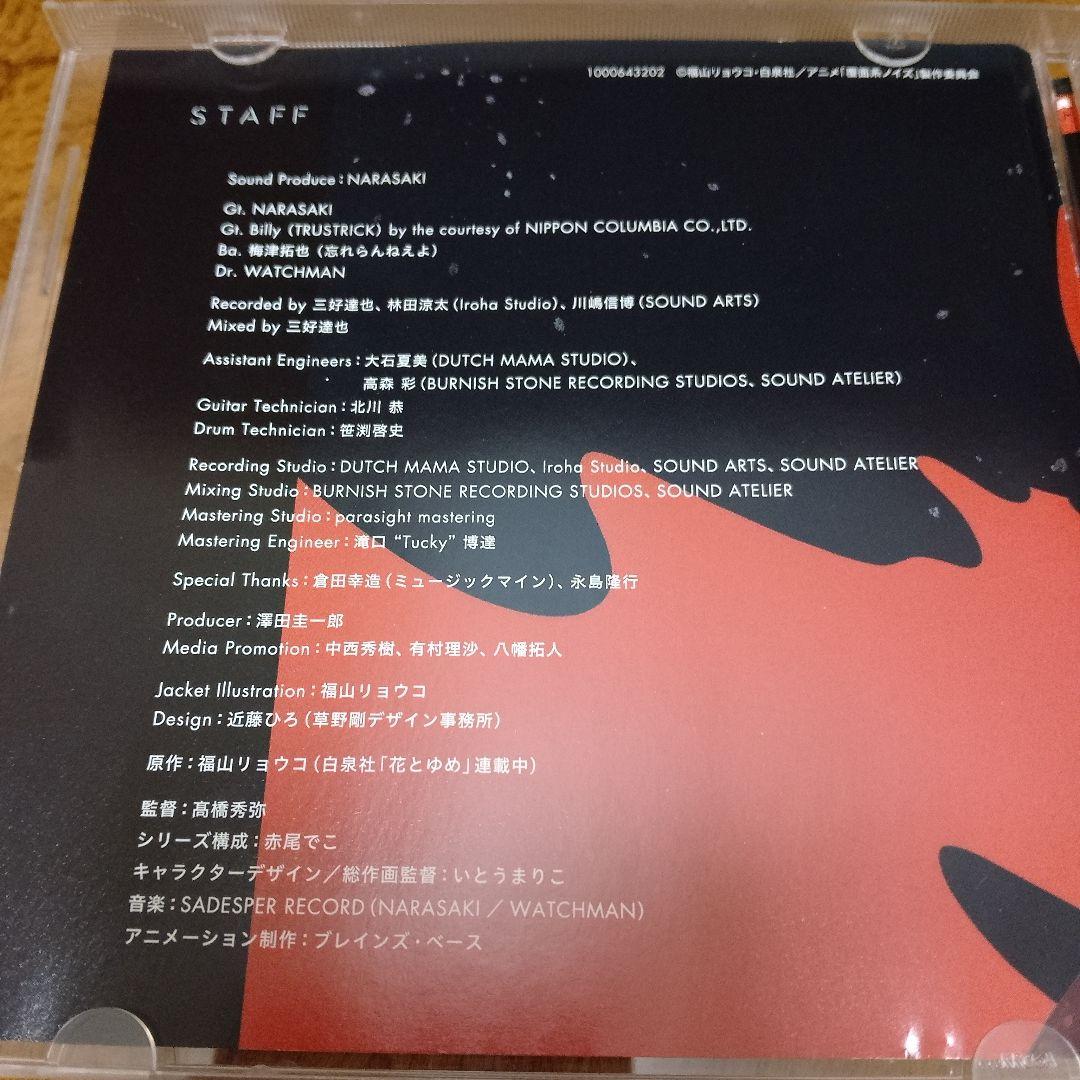 1000643202 ©福山リョウコ・白泉社／アニメ「覆面系ノイズ」製作委員会
STAFF
Sound Produce：NARASAKI
Gt. NARASAKI
Gt. Billy (TRUSTRICK) by the courtesy of NIPPON COLUMBIA CO.,LTD.
Ba. 梅津拓也（忘れらんねえよ）
Dr. WATCHMAN
Recorded by 三好達也、林田涼太（Iroha Studio）、川嶋信博（SOUND ARTS）
Mixed by 三好達也
Assistant Engineers：大石夏美（DUTCH MAMA STUDIO）、
高森 彩（BURNISH STONE RECORDING STUDIOS、SOUND ATELIER）
Guitar Technician：北川 恭
Drum Technician：笹渕啓史
Recording Studio：DUTCH MAMA STUDIO、Iroha Studio、SOUND ARTS、SOUND ATELIER
Mixing Studio：BURNISH STONE RECORDING STUDIOS、SOUND ATELIER
Mastering Studio：parasight mastering
Mastering Engineer：滝口 “Tucky” 博達
Special Thanks：倉田幸造（ミュージックマイン）、永島隆行
Producer：澤田圭一郎
Media Promotion：中西秀樹、有村理沙、八幡拓人
Jacket Illustration：福山リョウコ
Design：近藤ひろ（草野剛デザイン事務所）
原作：福山リョウコ（白泉社「花とゆめ」連載中）
監督：髙橋秀弥
シリーズ構成：赤尾でこ
キャラクターデザイン／総作画監督：いとうまりこ
音楽：SADESPER RECORD（NARASAKI ／ WATCHMAN）
アニメーション制作：ブレインズ・ベース